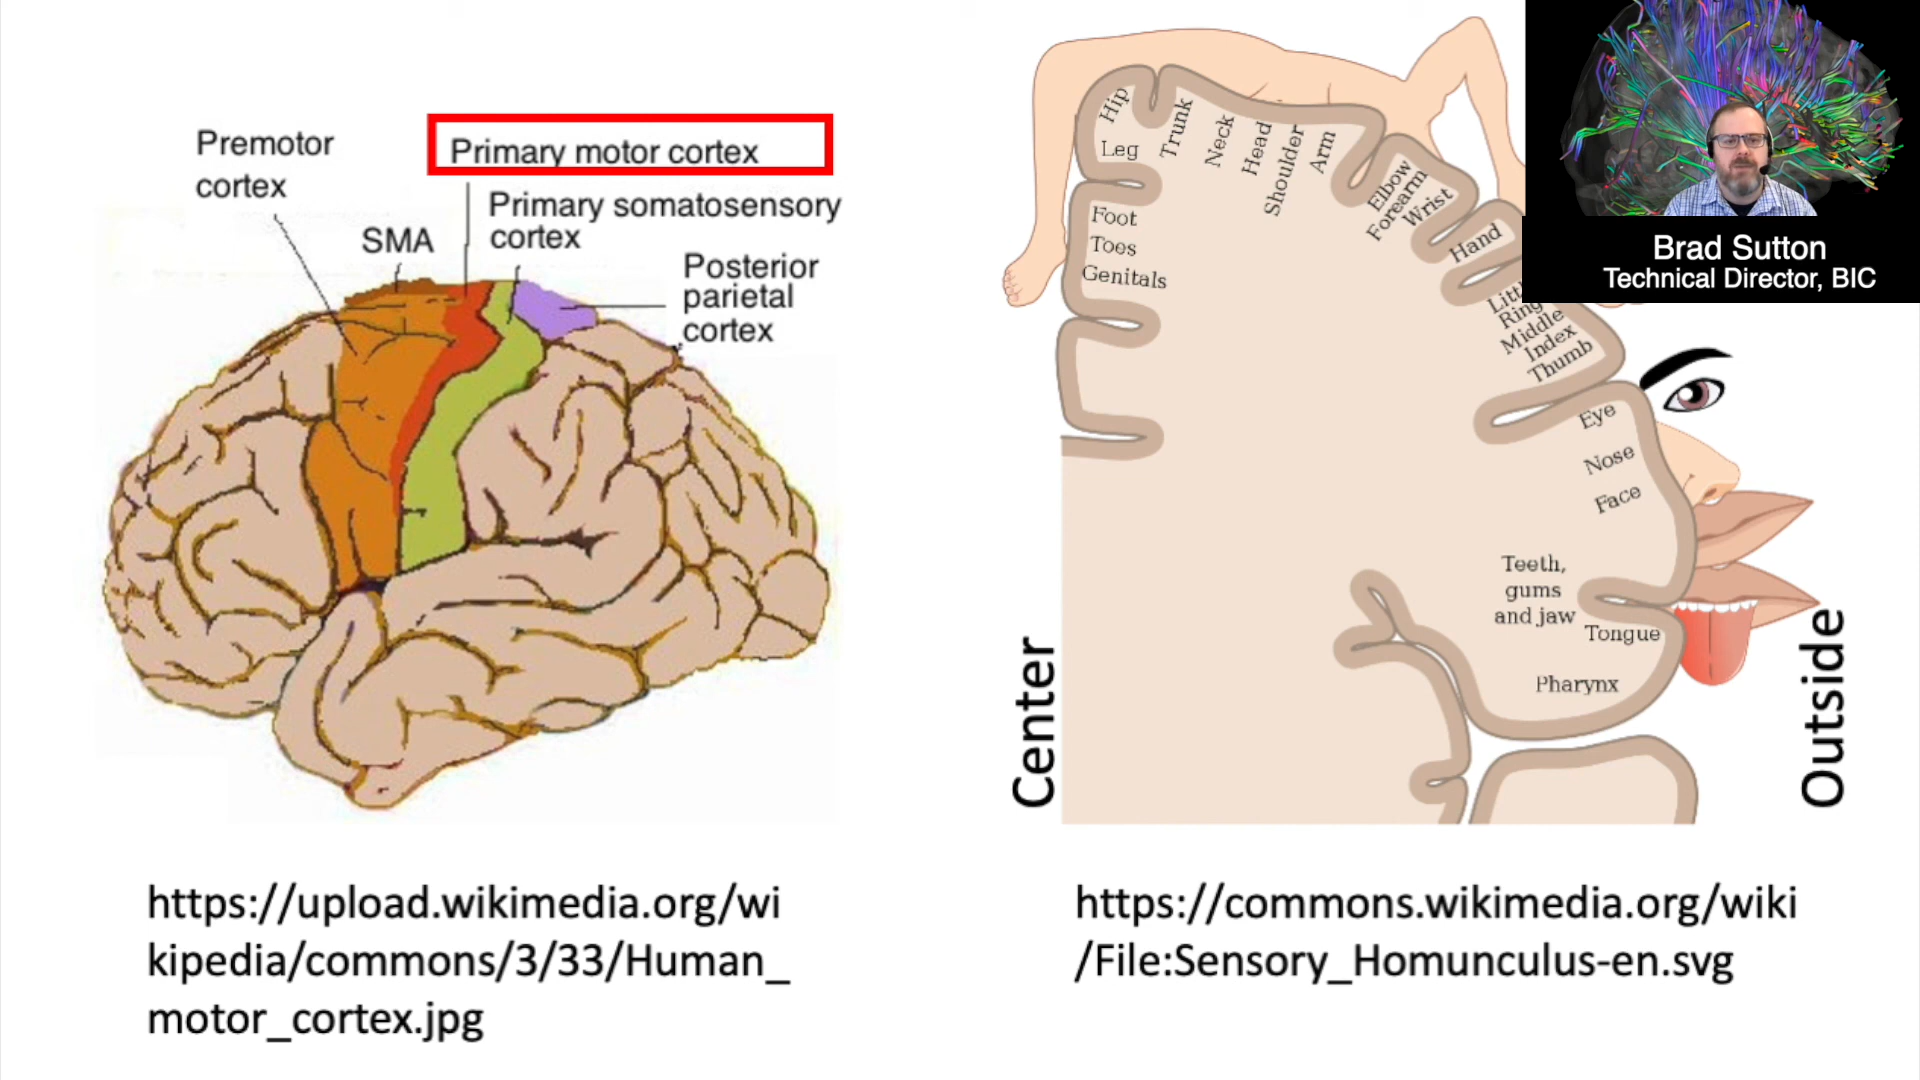 Premotor
cortex
Primary motor cortex
SMA
Primary somatosensory
cortex
Posterior
parietal
cortex
https://upload.wikimedia.org/wi
kipedia/commons/3/33/Human_
motor_cortex.jpg
Hip
Leg
Trunk
Neck
Head
Shoulder
Arm
Elbow
Forearm
Wrist
Hand
Foot
Toes
Genitals
Ring
Middle
Index
Thumb
Eye
Nose
Face
Teeth,
gums
and jaw
Tongue
Pharynx
Center
Outside
https://commons.wikimedia.org/wiki
/File:Sensory_Homunculus-en.svg
Brad Sutton
Technical Director, BIC